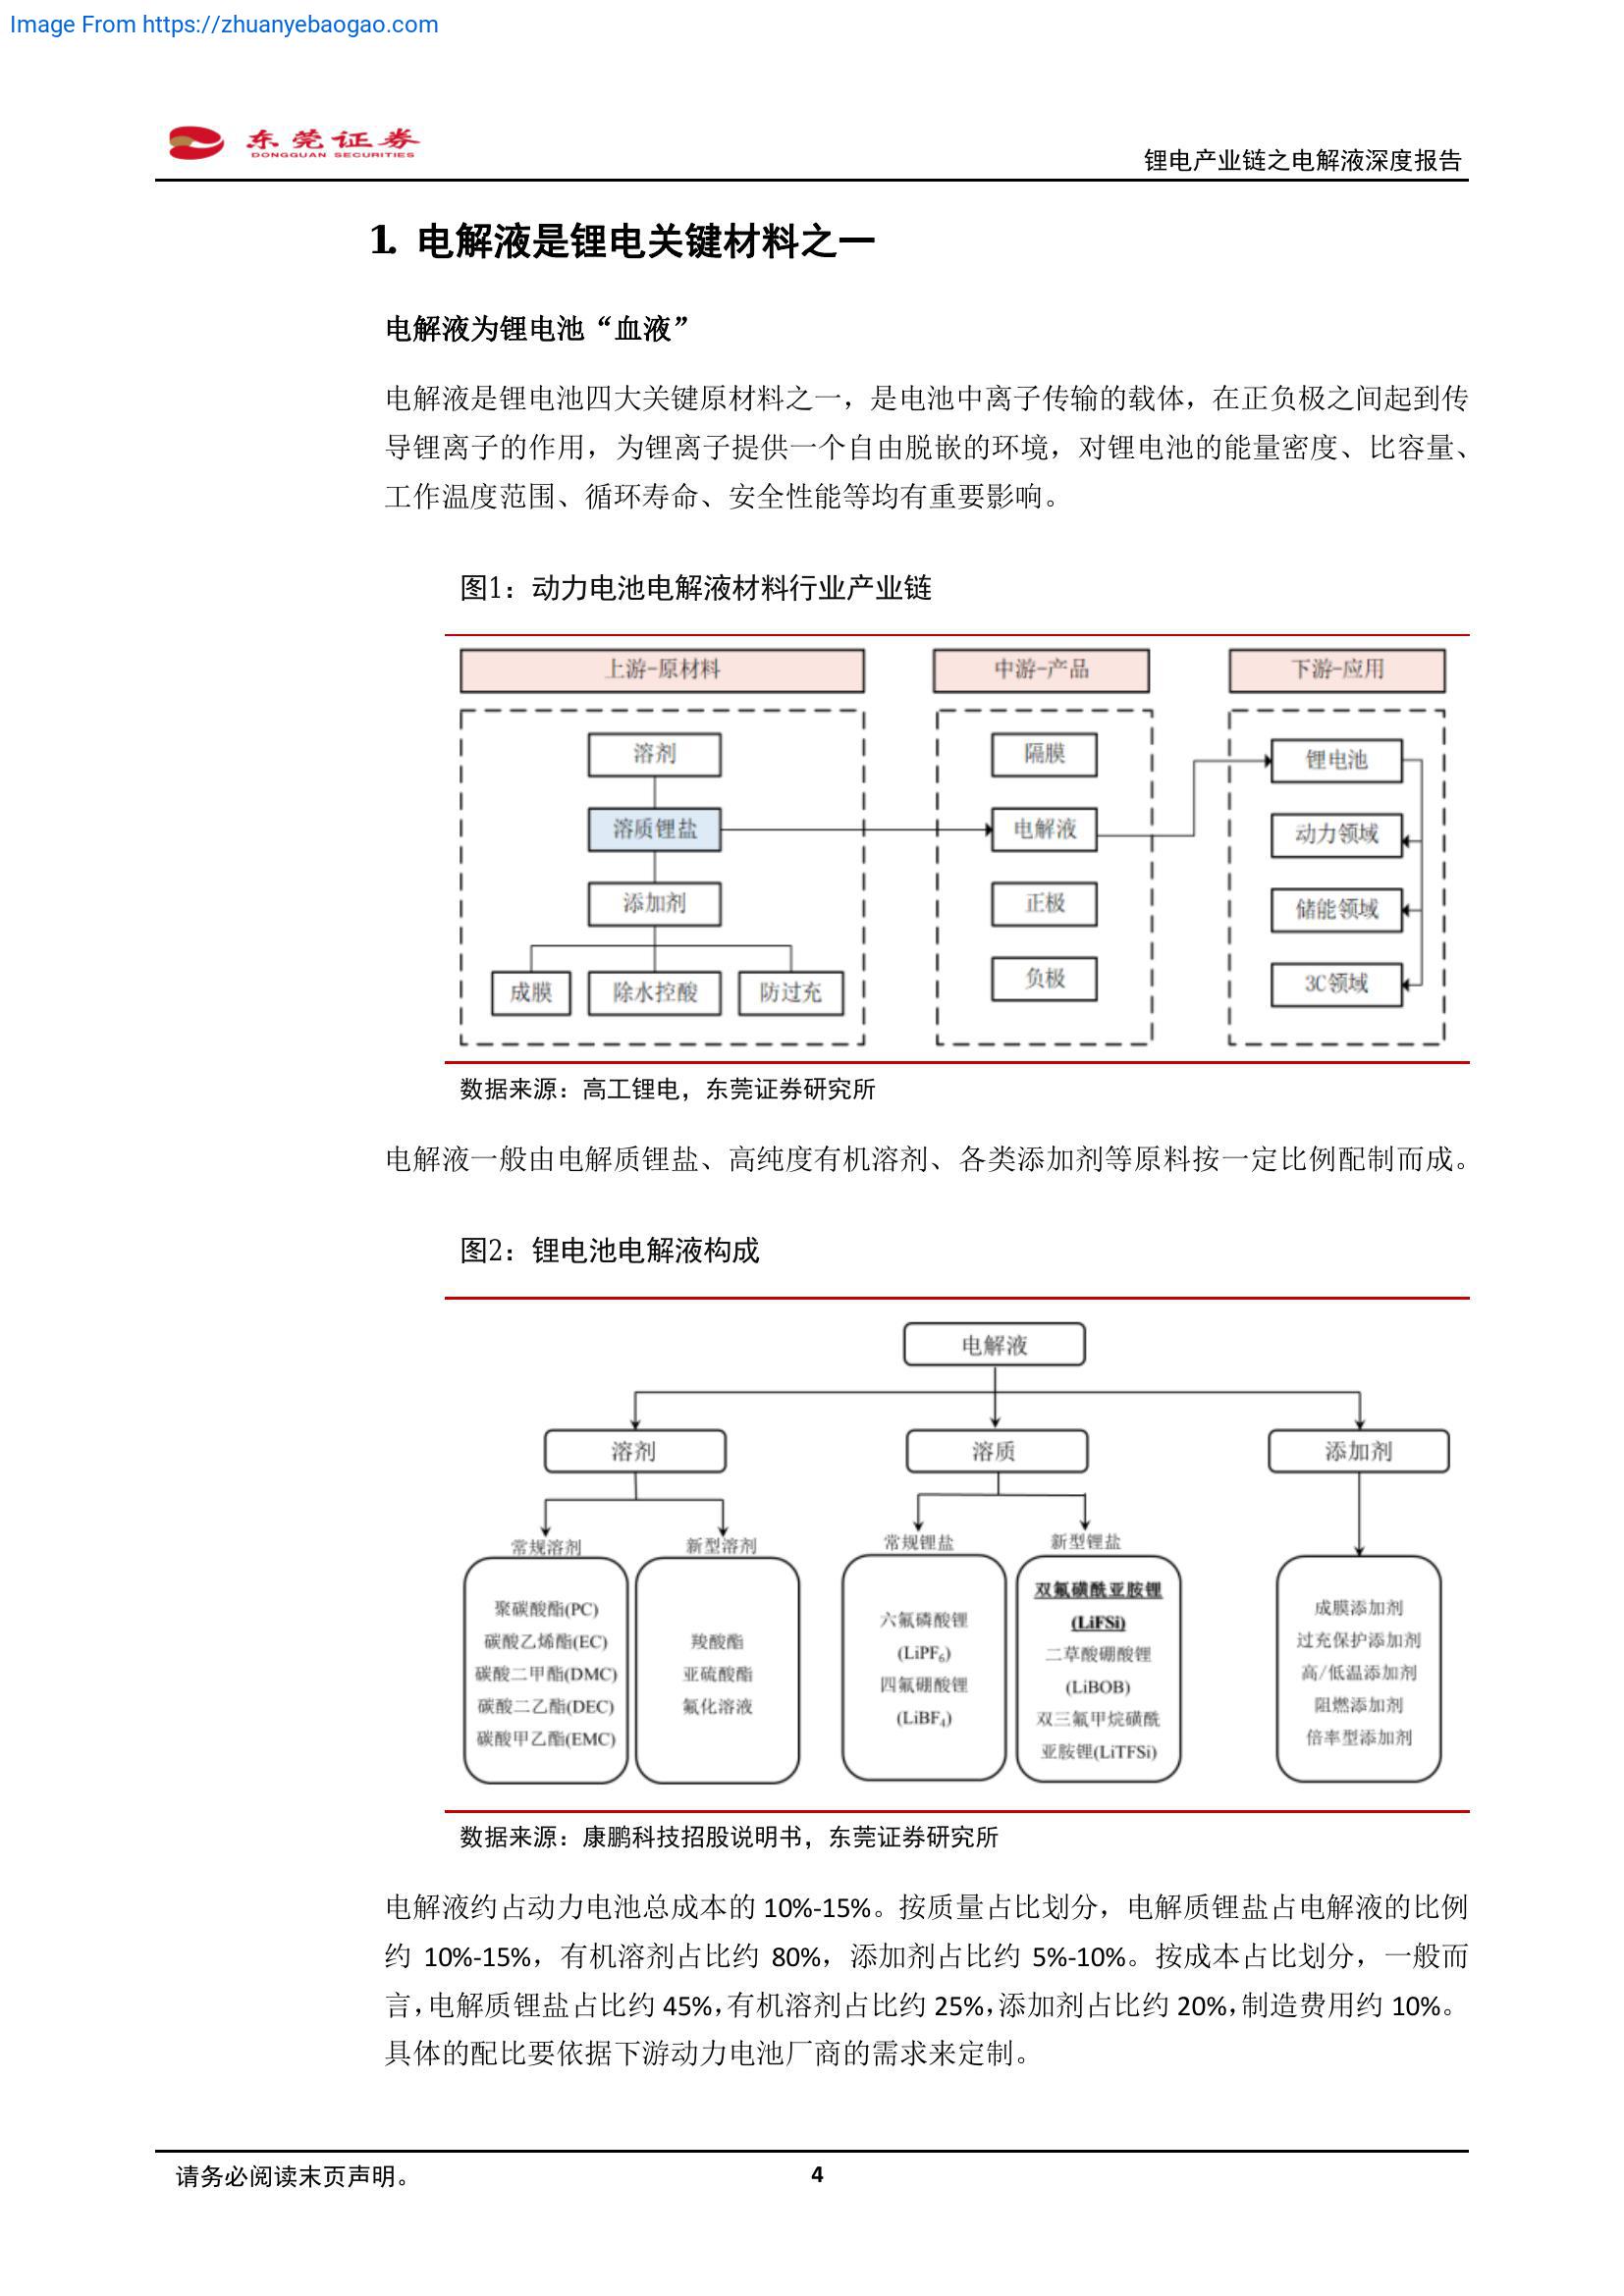 Image From https://zhuanyebaogao.com
东莞证券
DONGGUAN SECURITIES
锂电产业链之电解液深度报告
1. 电解液是锂电关键材料之一
电解液为锂电池“血液”
电解液是锂电池四大关键原材料之一，是电池中离子传输的载体，在正负极之间起到传
导锂离子的作用，为锂离子提供一个自由脱嵌的环境，对锂电池的能量密度、比容量、
工作温度范围、循环寿命、安全性能等均有重要影响。
图1：动力电池电解液材料行业产业链
上游-原材料
中游-产品
下游-应用
溶剂
溶质锂盐
添加剂
成膜
除水控酸
防过充
隔膜
电解液
正极
负极
锂电池
动力领域
储能领域
3C领域
数据来源：高工锂电，东莞证券研究所
电解液一般由电解质锂盐、高纯度有机溶剂、各类添加剂等原料按一定比例配制而成。
图2：锂电池电解液构成
电解液
溶剂
溶质
添加剂
常规溶剂
聚碳酸酯(PC)
碳酸乙烯酯(EC)
碳酸二甲酯(DMC)
碳酸二乙酯(DEC)
碳酸甲乙酯(EMC)
新型溶剂
羧酸酯
亚硫酸酯
氟化溶液
常规锂盐
六氟磷酸锂
(LiPF₆)
四氟硼酸锂
(LiBF₄)
新型锂盐
双氟磺酰亚胺锂
(LiFSi)
二草酸硼酸锂
(LiBOB)
双三氟甲烷磺酰
亚胺锂(LiTFSi)
成膜添加剂
过充保护添加剂
高/低温添加剂
阻燃添加剂
倍率型添加剂
数据来源：康鹏科技招股说明书，东莞证券研究所
电解液约占动力电池总成本的 10%-15%。按质量占比划分，电解质锂盐占电解液的比例
约 10%-15%，有机溶剂占比约 80%，添加剂占比约 5%-10%。按成本占比划分，一般而
言，电解质锂盐占比约 45%，有机溶剂占比约 25%，添加剂占比约 20%，制造费用约 10%。
具体的配比要依据下游动力电池厂商的需求来定制。
请务必阅读末页声明。
4